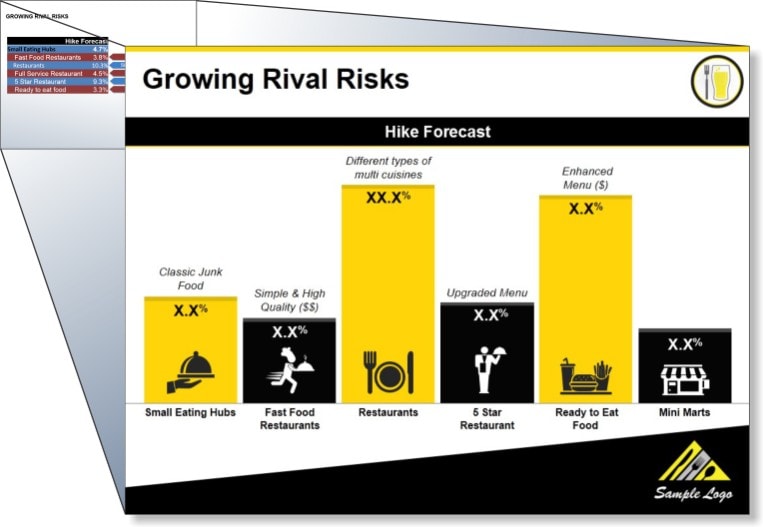 GROWING RIVAL RISKS
Hike Forecast
Small Eating Hubs 4.7%
Fast Food Restaurants 3.8%
Restaurants 10.3%
Full Service Restaurant 4.5%
5 Star Restaurant 9.3%
Ready to eat food 3.3%
Growing Rival Risks
Hike Forecast
Different types of
multi cuisines
XX.X%
Enhanced
Menu ($)
X.X%
Classic Junk
Food
X.X%
Simple & High
Quality ($$)
X.X%
Upgraded Menu
X.X%
X.X%
Small Eating Hubs
Fast Food
Restaurants
Restaurants
5 Star
Restaurant
Ready to Eat
Food
Mini Marts
Sample Logo